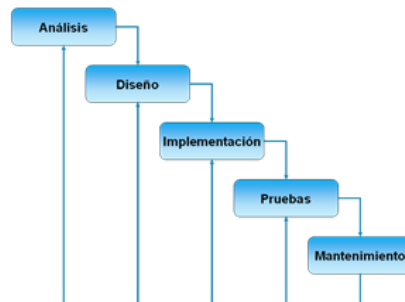 Análisis
Diseño
Implementación
Pruebas
Mantenimiento